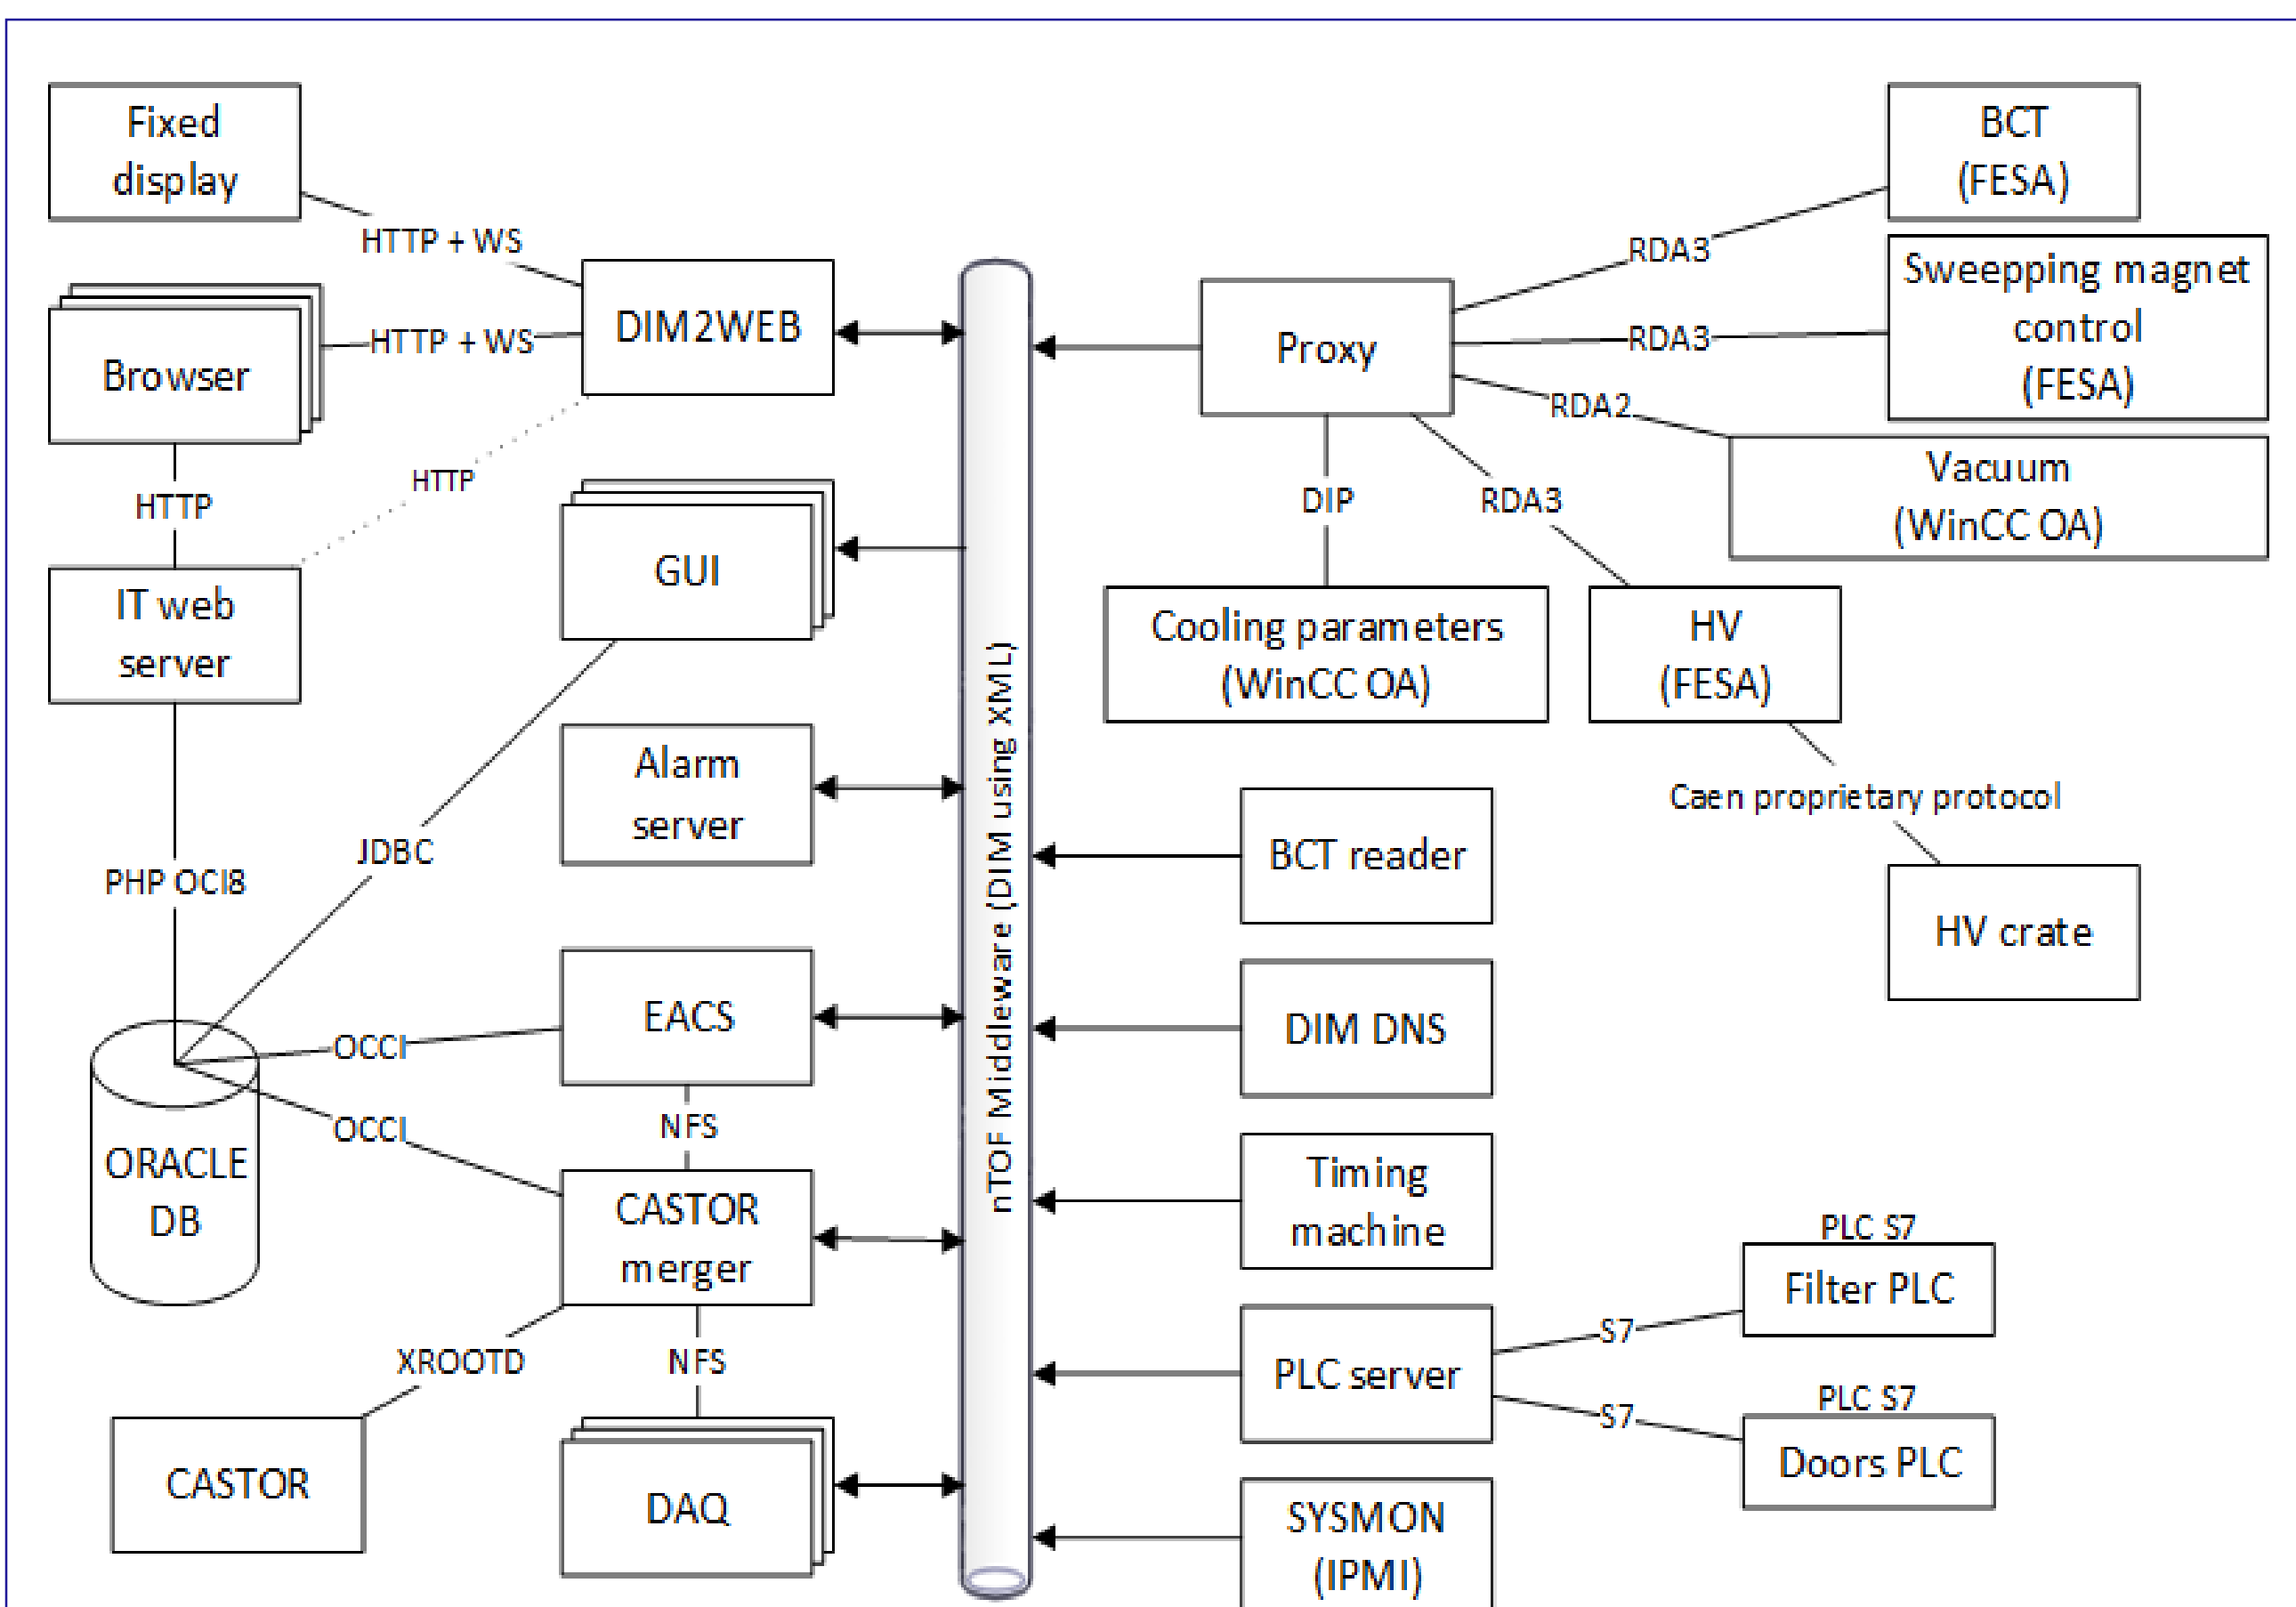 Fixed
display
HTTP + WS
Browser
HTTP + WS
DIM2WEB
HTTP
HTTP
IT web
server
GUI
PHP OCI8
JDBC
Alarm
server
ORACLE
DB
OCCI
OCCI
EACS
NFS
CASTOR
merger
XROOTD
NFS
CASTOR
DAQ
nTOF Middleware (DIM using XML)
Proxy
RDA3
BCT
(FESA)
RDA3
Sweepping magnet
control
(FESA)
RDA2
Vacuum
(WinCC OA)
DIP
RDA3
Cooling parameters
(WinCC OA)
HV
(FESA)
Caen proprietary protocol
HV crate
BCT reader
DIM DNS
Timing
machine
PLC server
S7
PLC S7
Filter PLC
S7
PLC S7
Doors PLC
SYSMON
(IPMI)